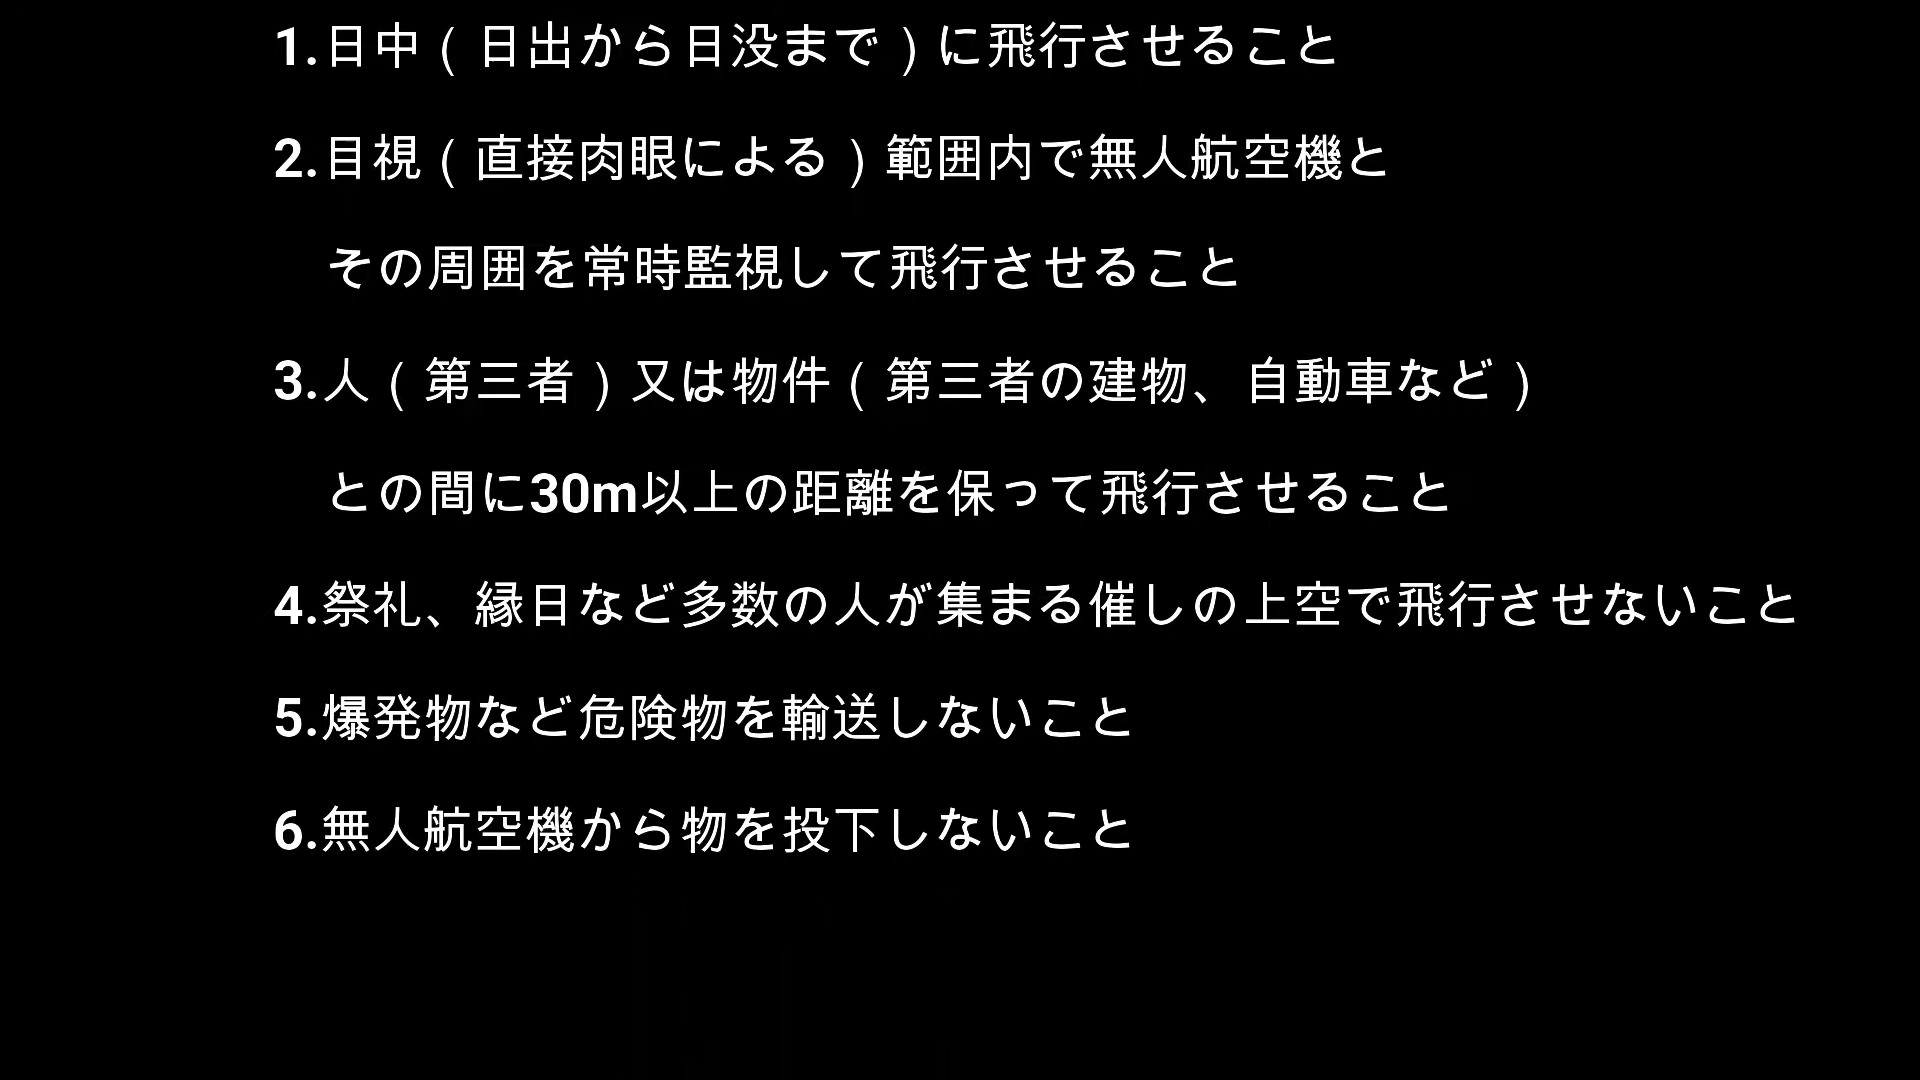 1.日中（日出から日没まで）に飛行させること
2.目視（直接肉眼による）範囲内で無人航空機と
その周囲を常時監視して飛行させること
3.人（第三者）又は物件（第三者の建物、自動車など）
との間に30m以上の距離を保って飛行させること
4.祭礼、縁日など多数の人が集まる催しの上空で飛行させないこと
5.爆発物など危険物を輸送しないこと
6.無人航空機から物を投下しないこと